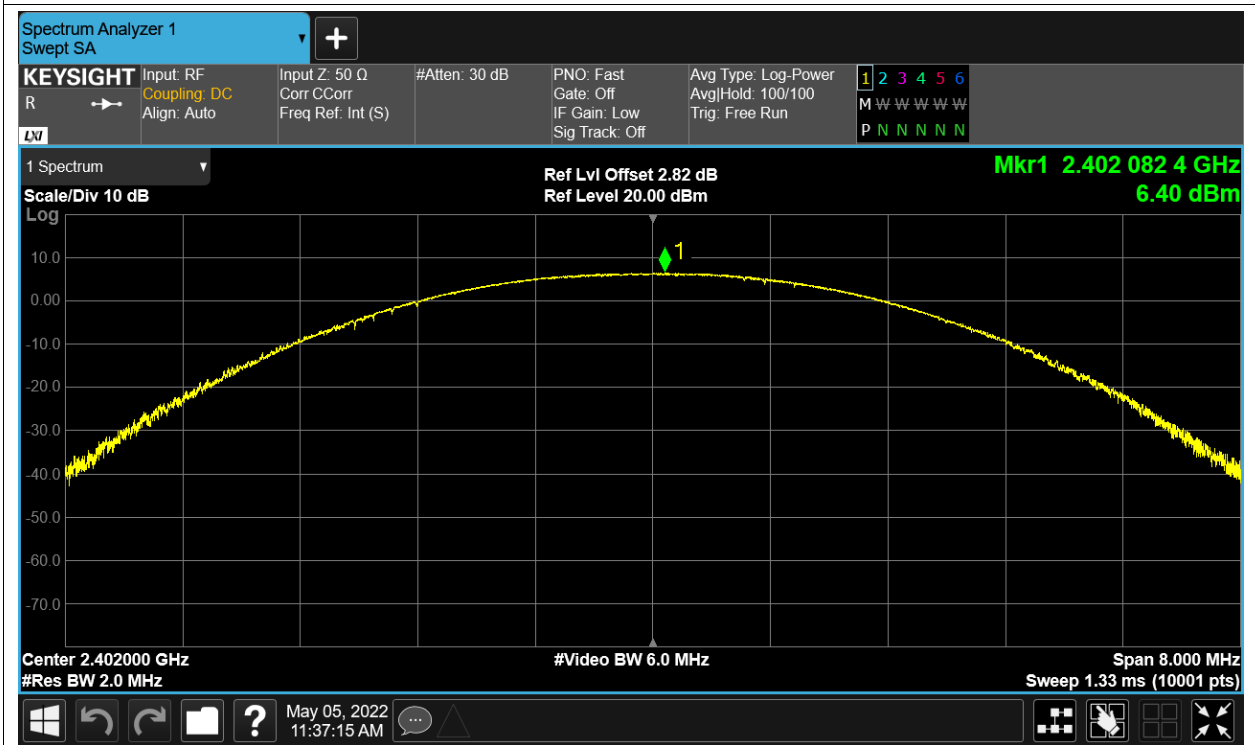 Spectrum Analyzer 1
Swept SA
KEYSIGHT
R
LXI
Input: RF
Coupling: DC
Align: Auto
Input Z: 50 Ω
Corr CCorr
Freq Ref: Int (S)
#Atten: 30 dB
PNO: Fast
Gate: Off
IF Gain: Low
Sig Track: Off
Avg Type: Log-Power
Avg|Hold: 100/100
Trig: Free Run
1 2 3 4 5 6
M W W W W W
P N N N N N
1 Spectrum
Scale/Div 10 dB
Log
Ref Lvl Offset 2.82 dB
Ref Level 20.00 dBm
Mkr1 2.402 082 4 GHz
6.40 dBm
1
10.0
0.00
-10.0
-20.0
-30.0
-40.0
-50.0
-60.0
-70.0
Center 2.402000 GHz
#Res BW 2.0 MHz
#Video BW 6.0 MHz
Span 8.000 MHz
Sweep 1.33 ms (10001 pts)
?
May 05, 2022
11:37:15 AM